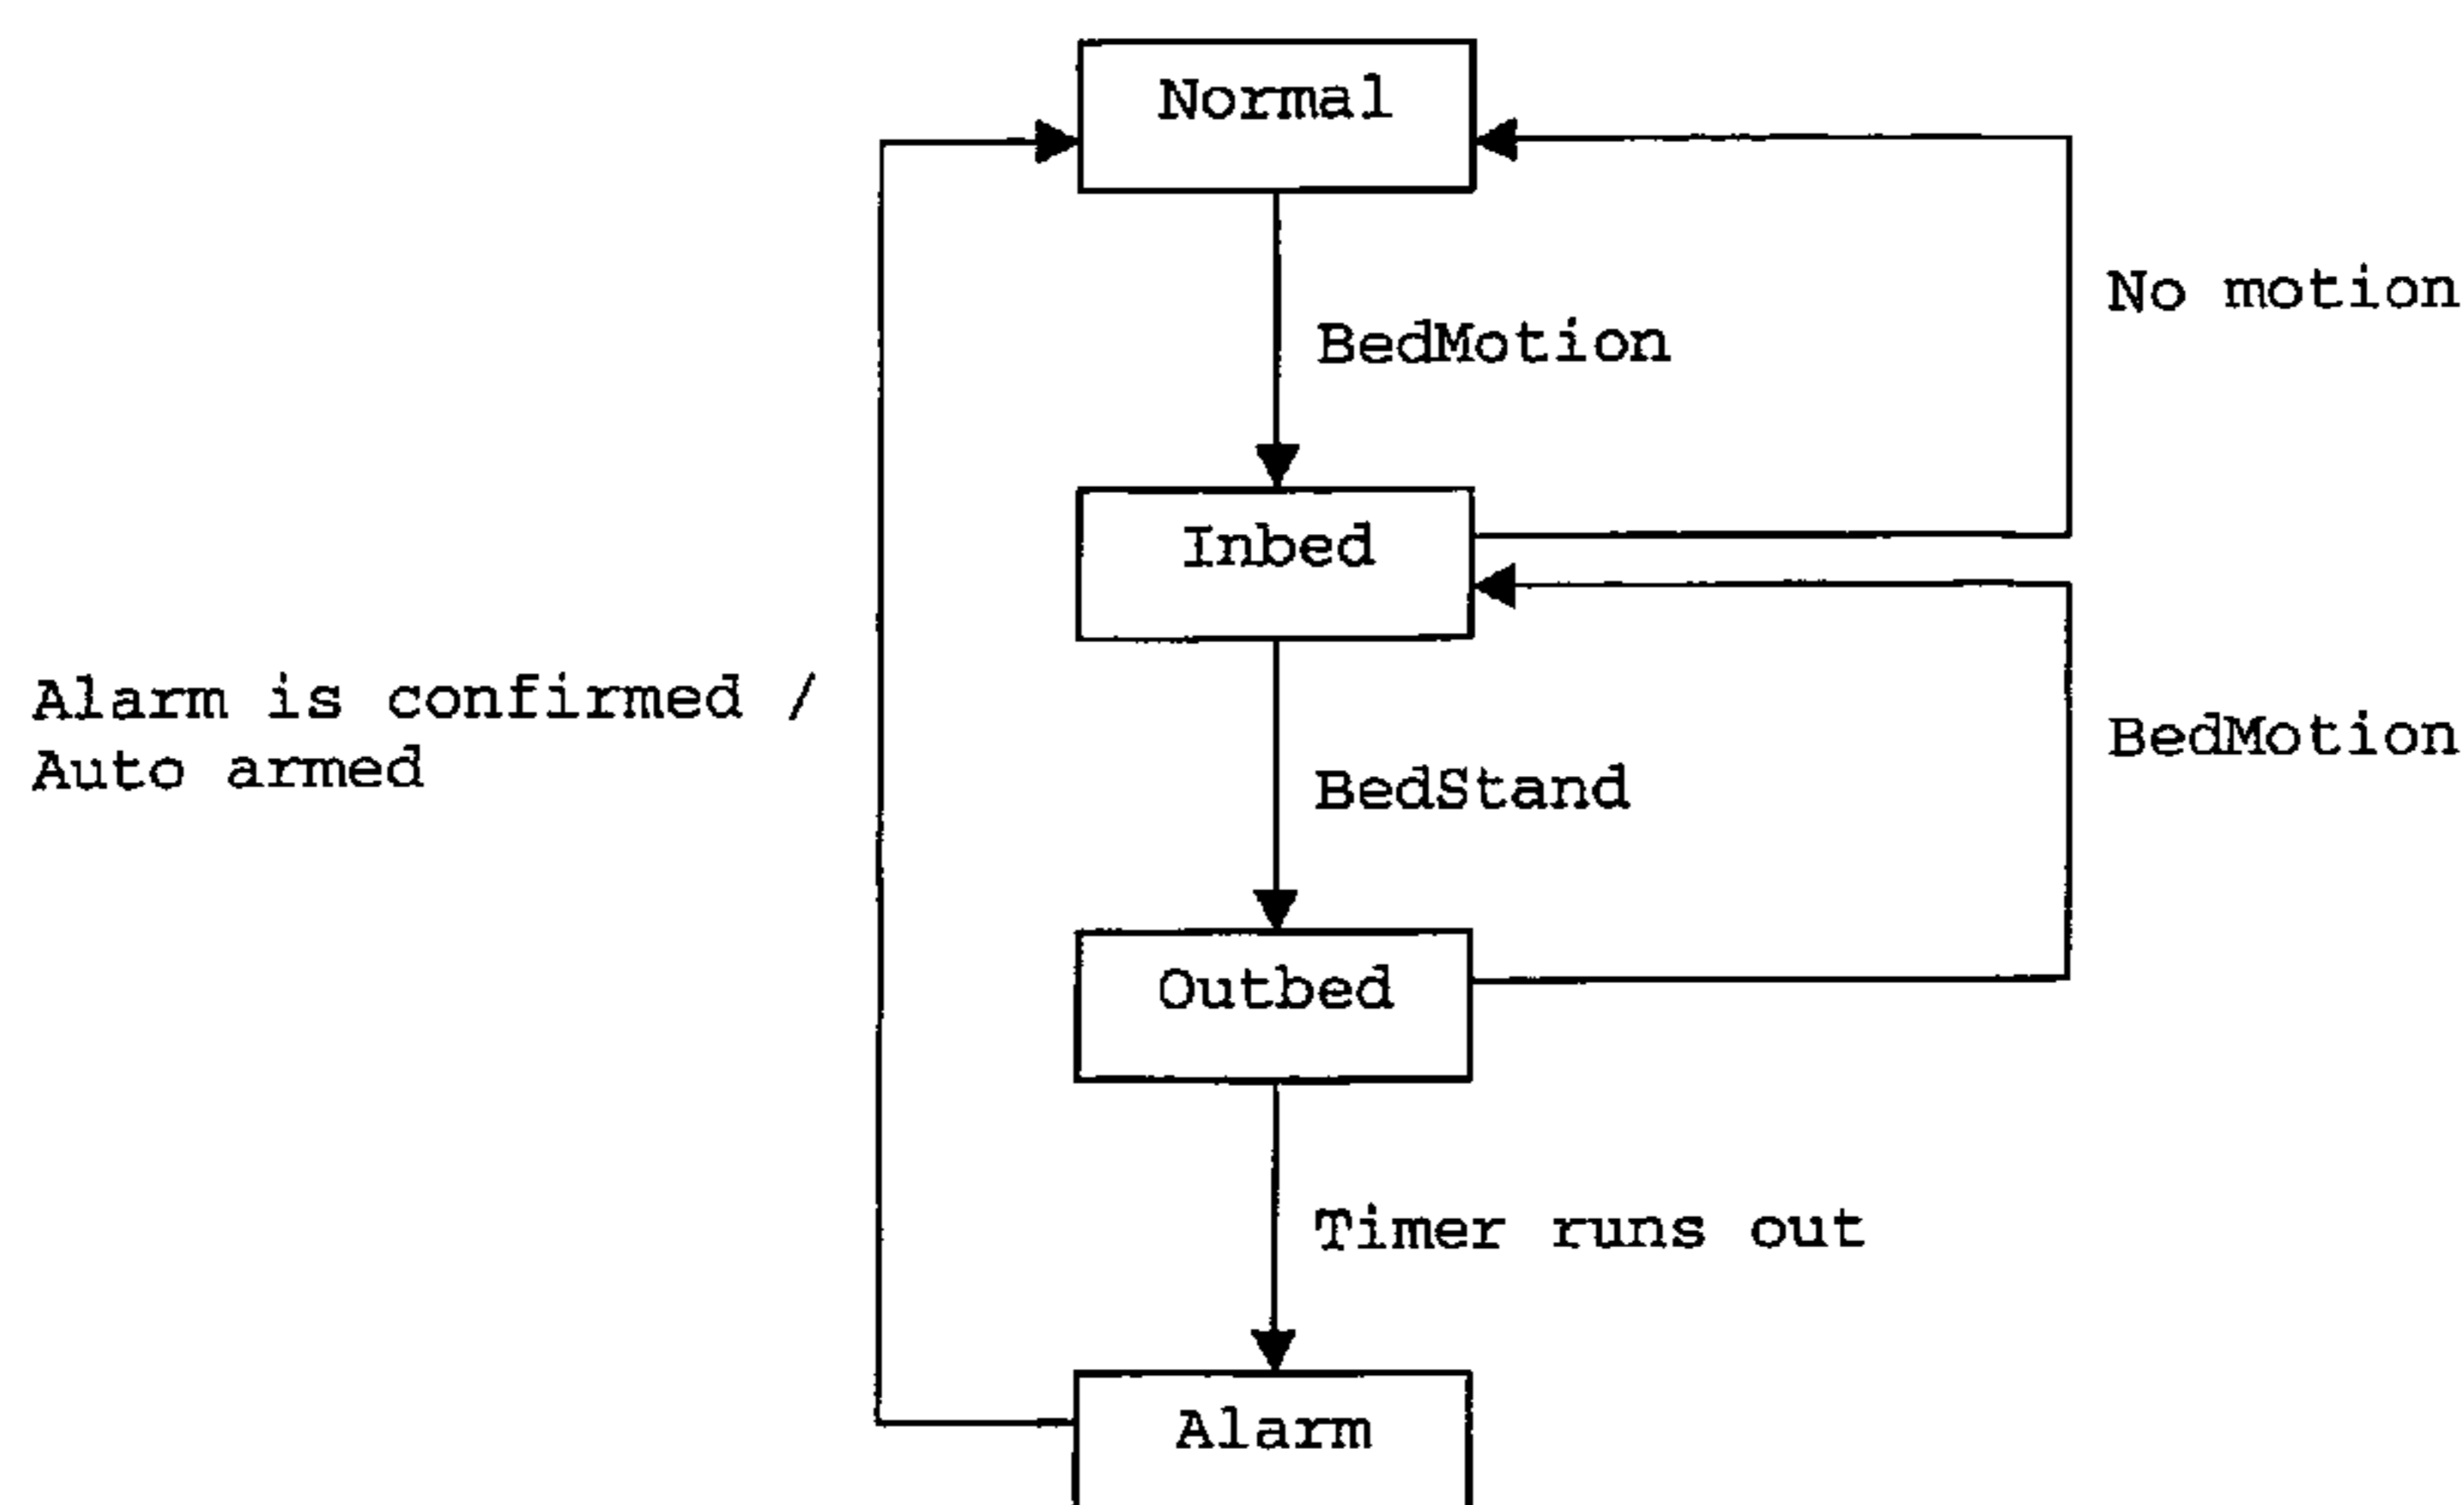 Normal
No motion
BedMotion
Inbed
Alarm is confirmed /
Auto armed
BedMotion
BedStand
Outbed
Timer runs out
Alarm